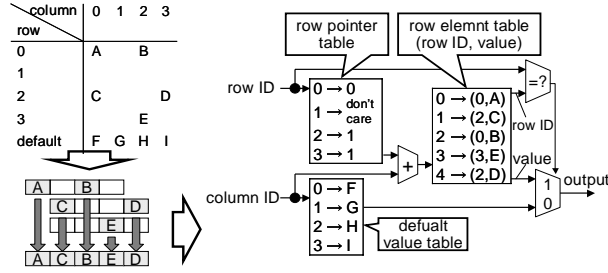 column 0 1 2 3
row
0 A B
1
2 C D
3 E
default F G H I
A B
C D
E
A C B E D
row pointer
table
row elemnt table
(row ID, value)
row ID
0 → 0
1 → don't
care
2 → 1
3 → 1
0 → (0,A)
1 → (2,C)
2 → (0,B)
3 → (3,E)
4 → (2,D)
=?
row ID
value
+
column ID
0 → F
1 → G
2 → H
3 → I
defualt
value table
1
0
output